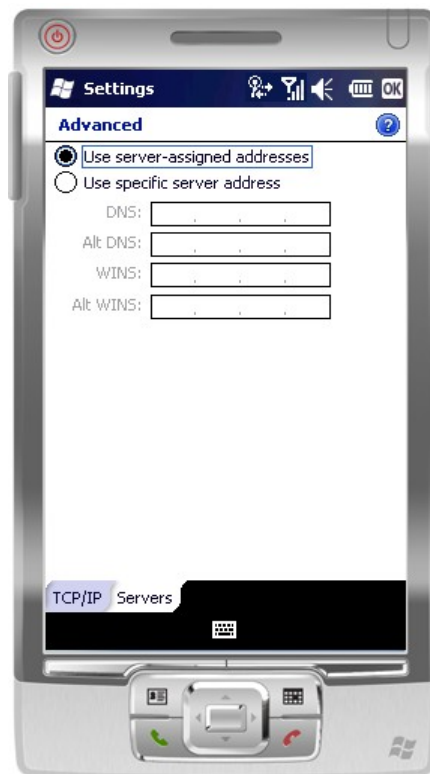 Settings
OK
Advanced
?
Use server-assigned addresses
Use specific server address
DNS: . . .
Alt DNS: . . .
WINS: . . .
Alt WINS: . . .
TCP/IP Servers